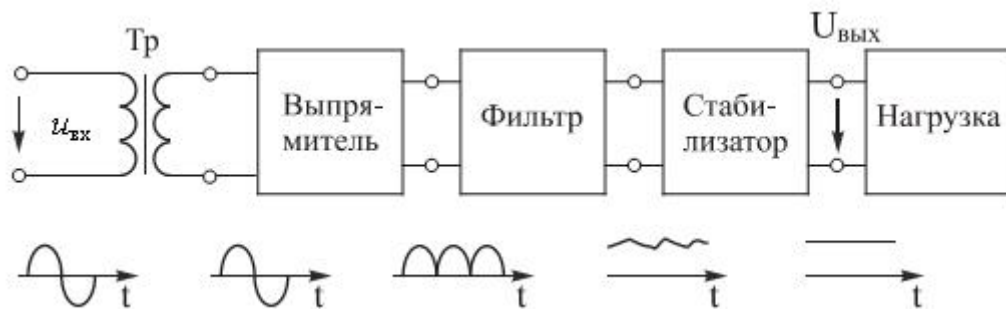 Тр
Uвых
uвх
Выпря-
митель
Фильтр
Стаби-
лизатор
Нагрузка
t
t
t
t
t